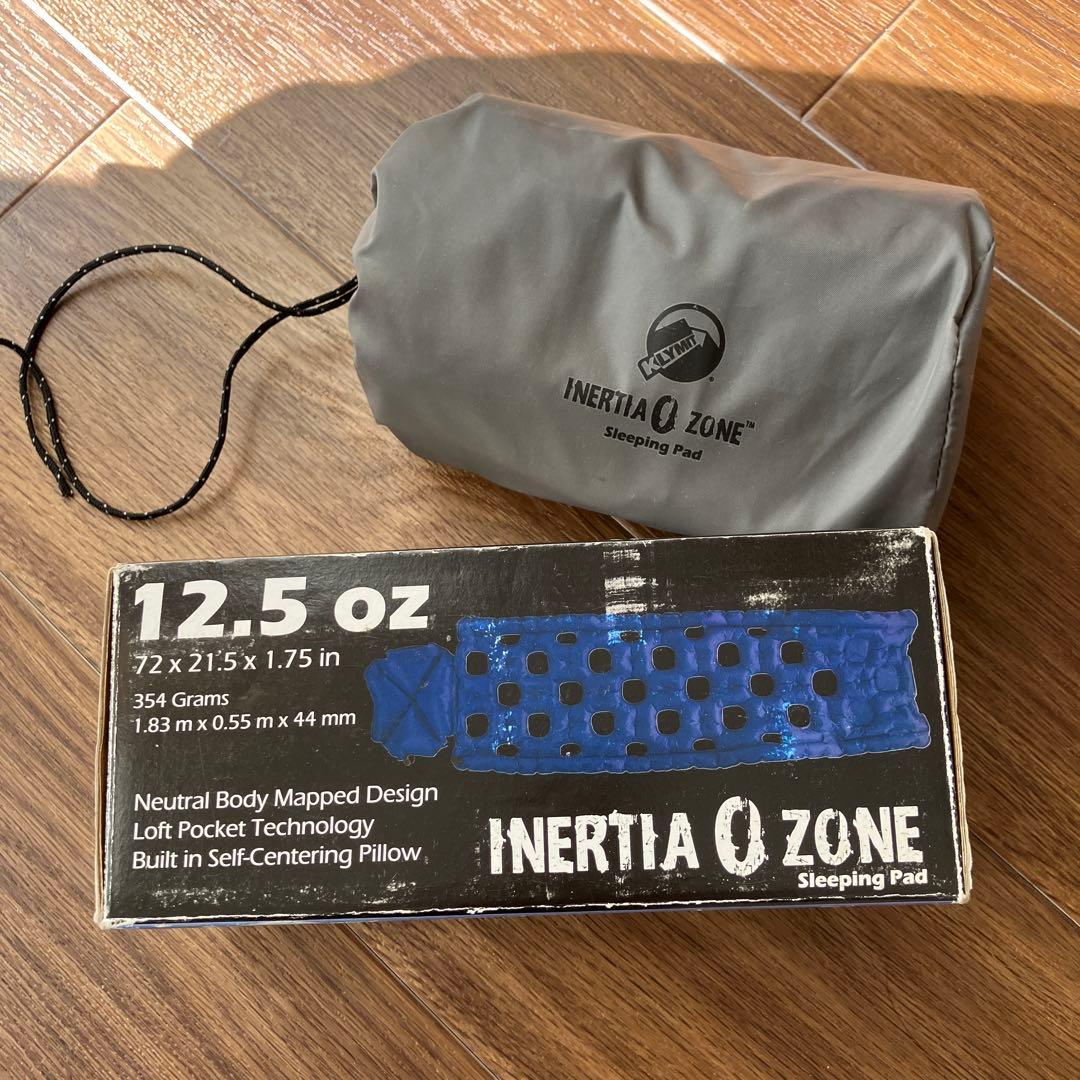 KLYMIT
INERTIA O ZONE™
Sleeping Pad
12.5 oz
72 x 21.5 x 1.75 in
354 Grams
1.83 m x 0.55 m x 44 mm
Neutral Body Mapped Design
Loft Pocket Technology
Built in Self-Centering Pillow
INERTIA O ZONE
Sleeping Pad